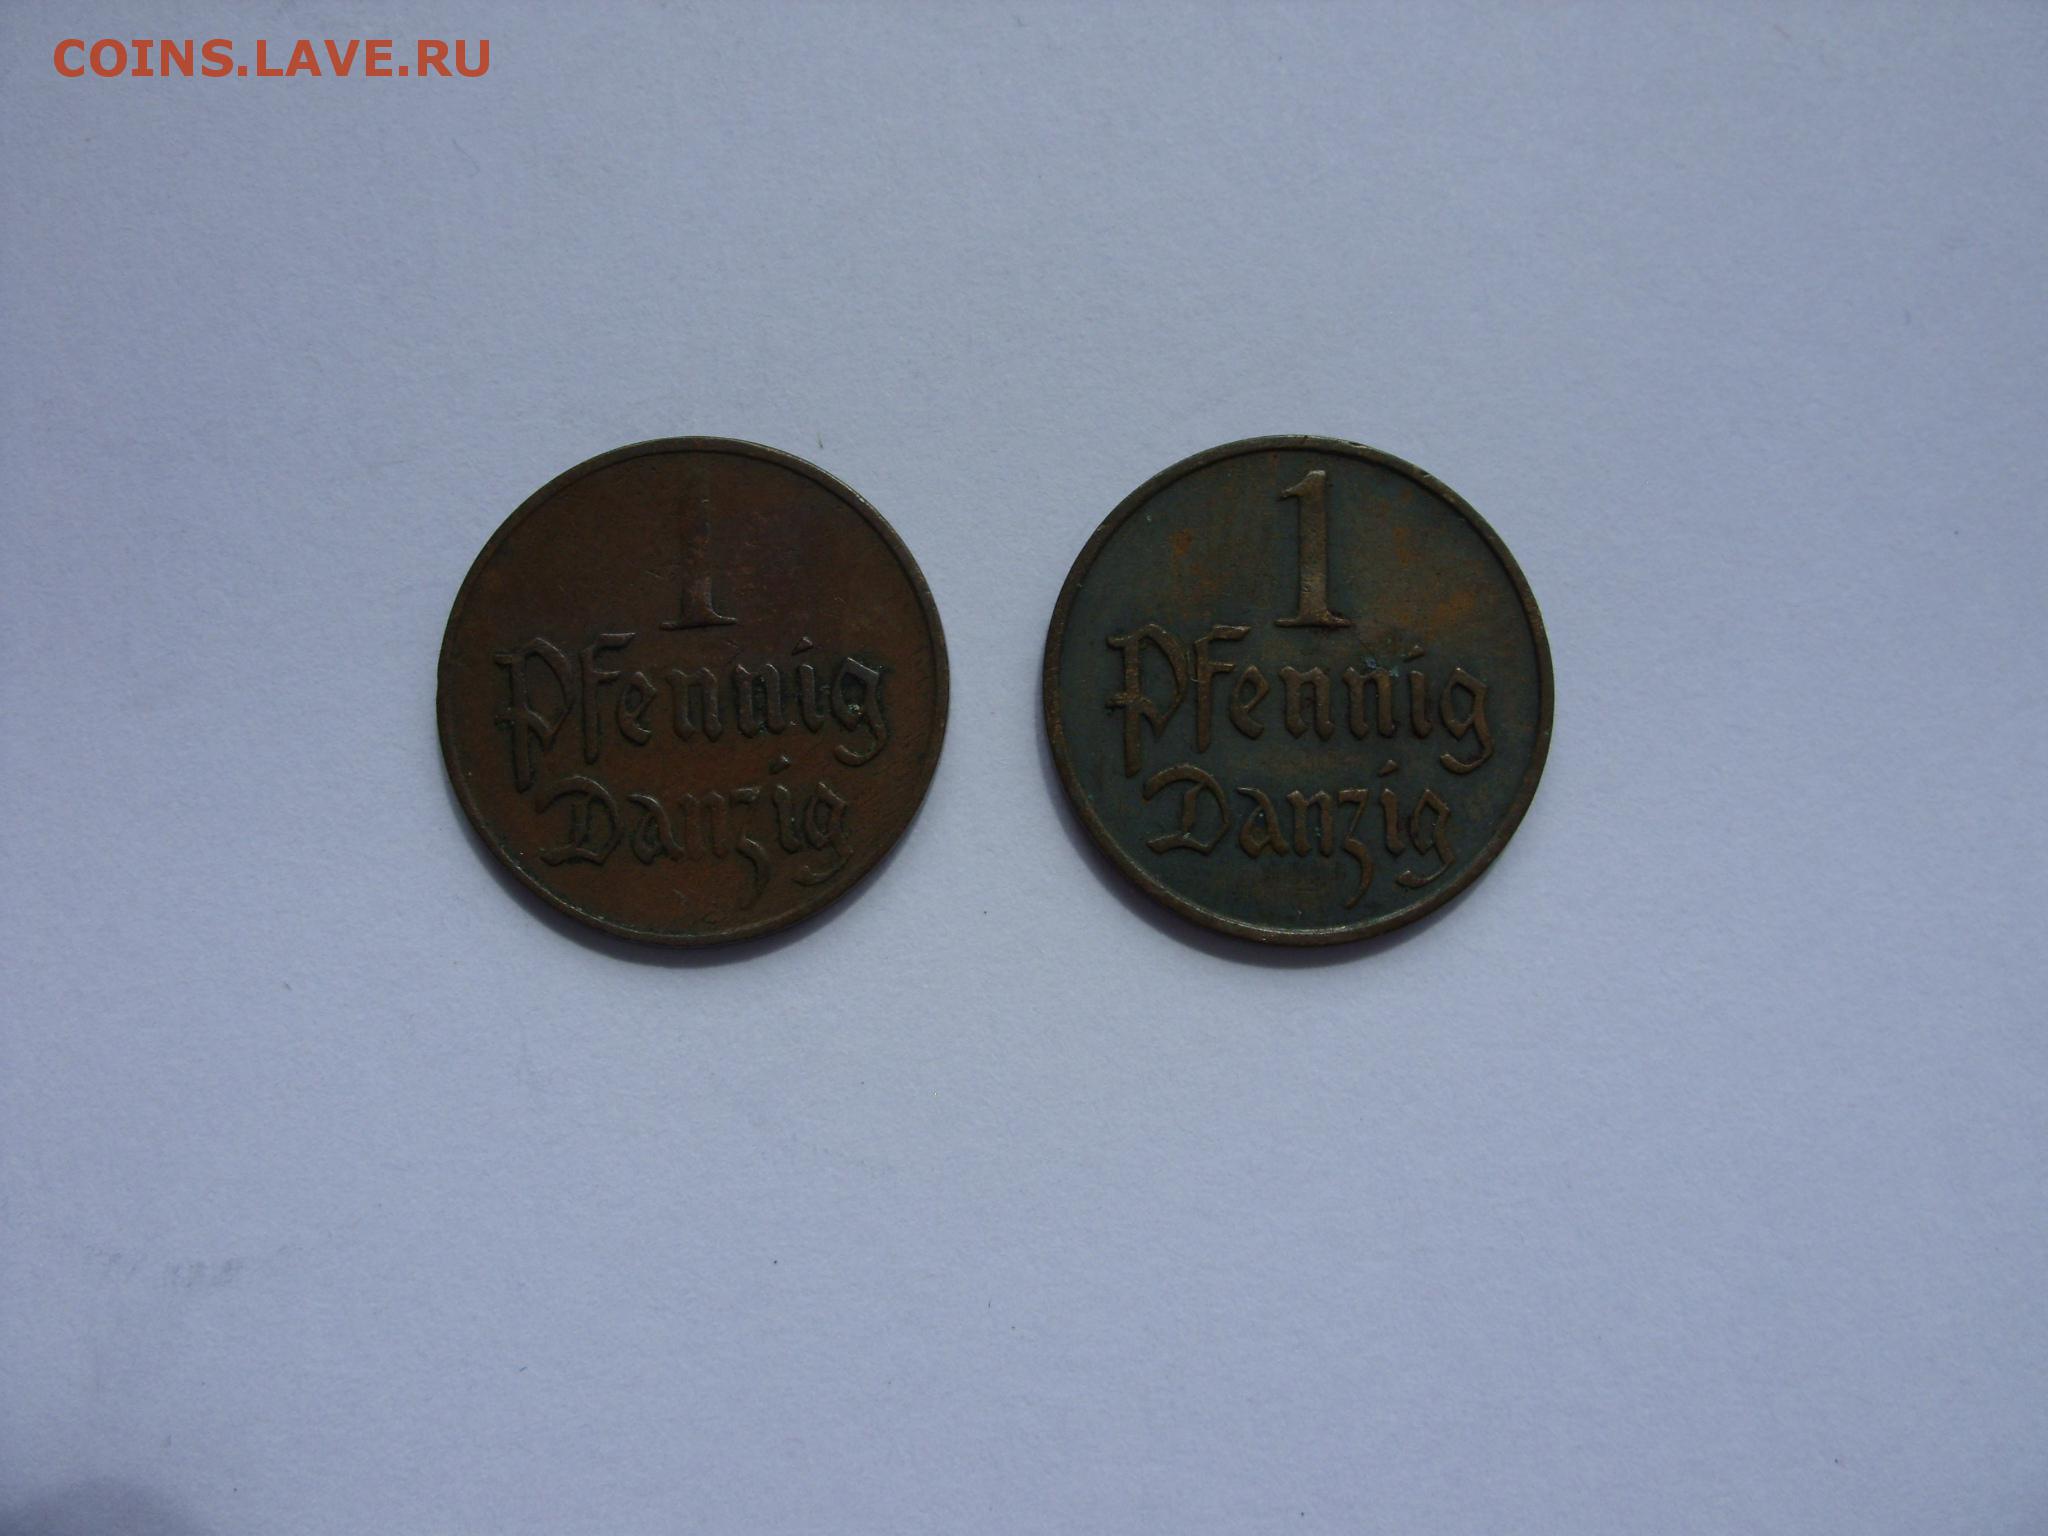 COINS.LAVE.RU
1
Pfennig
Danzig
1
Pfennig
Danzig